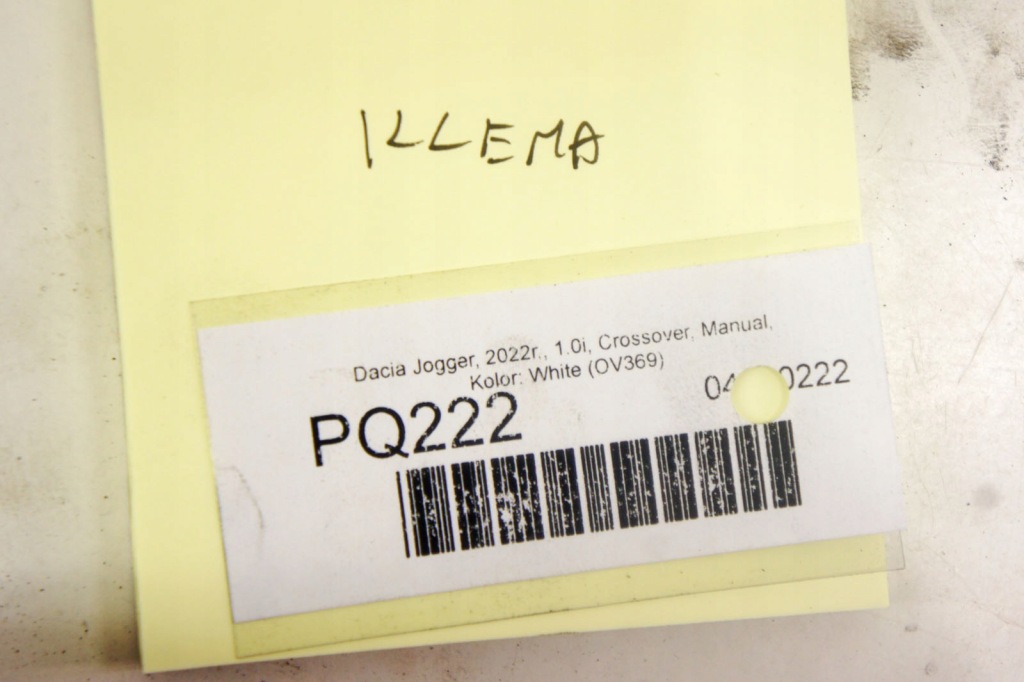 ILLEMA
Dacia Jogger, 2022r., 1.0i, Crossover, Manual,
Kolor: White (OV369)
PQ222